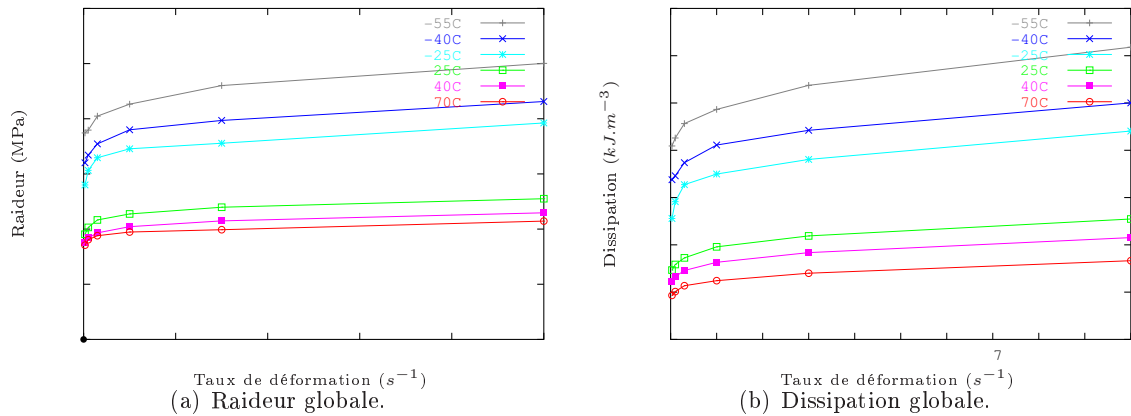 -55C
-40C
-25C
25C
40C
70C
Raideur (MPa)
Taux de déformation (s⁻¹)
(a) Raideur globale.
-55C
-40C
-25C
25C
40C
70C
Dissipation (kJ.m⁻³)
7
Taux de déformation (s⁻¹)
(b) Dissipation globale.